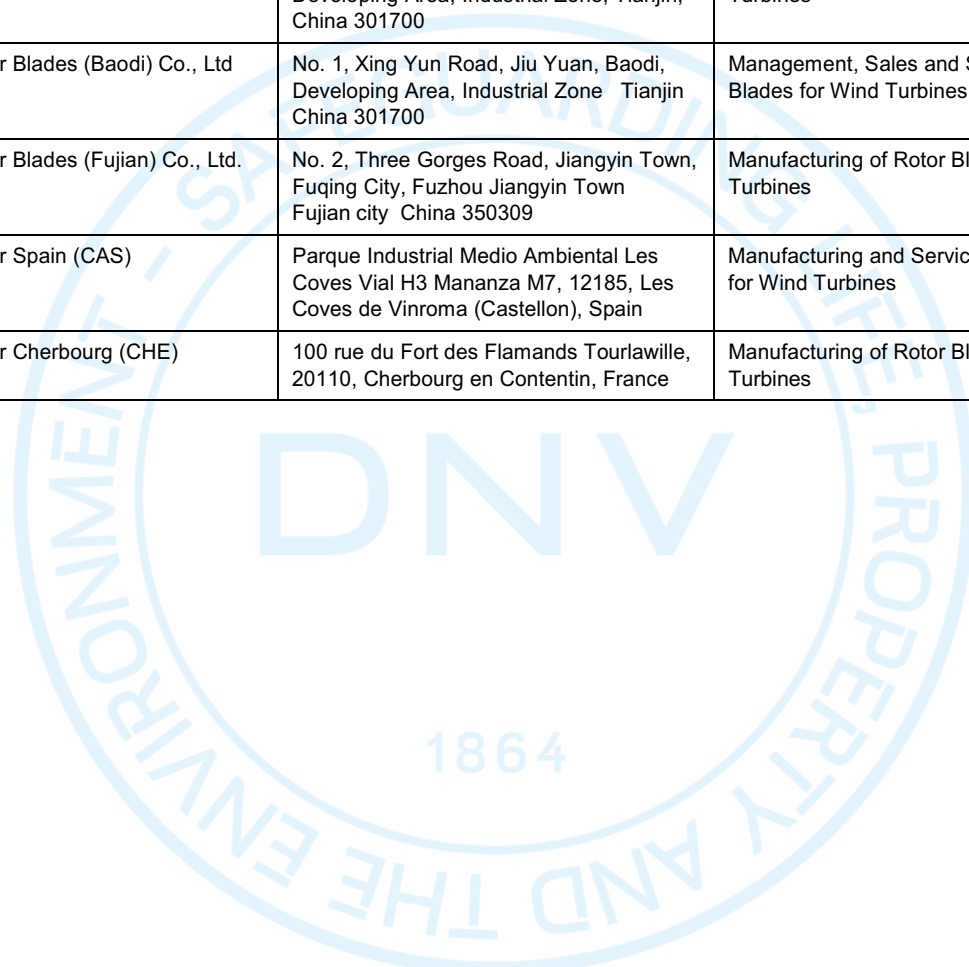 Developing Area, Industrial Zone, Tianjin,
China 301700
Turbines
r Blades (Baodi) Co., Ltd
No. 1, Xing Yun Road, Jiu Yuan, Baodi,
Developing Area, Industrial Zone Tianjin
China 301700
Management, Sales and S
Blades for Wind Turbines
r Blades (Fujian) Co., Ltd.
No. 2, Three Gorges Road, Jiangyin Town,
Fuqing City, Fuzhou Jiangyin Town
Fujian city China 350309
Manufacturing of Rotor Bl
Turbines
r Spain (CAS)
Parque Industrial Medio Ambiental Les
Coves Vial H3 Mananza M7, 12185, Les
Coves de Vinroma (Castellon), Spain
Manufacturing and Servic
for Wind Turbines
r Cherbourg (CHE)
100 rue du Fort des Flamands Tourlawille,
20110, Cherbourg en Contentin, France
Manufacturing of Rotor Bl
Turbines
SAFEGUARDING LIFE, PROPERTY AND THE ENVIRONMENT -
DNV
1864